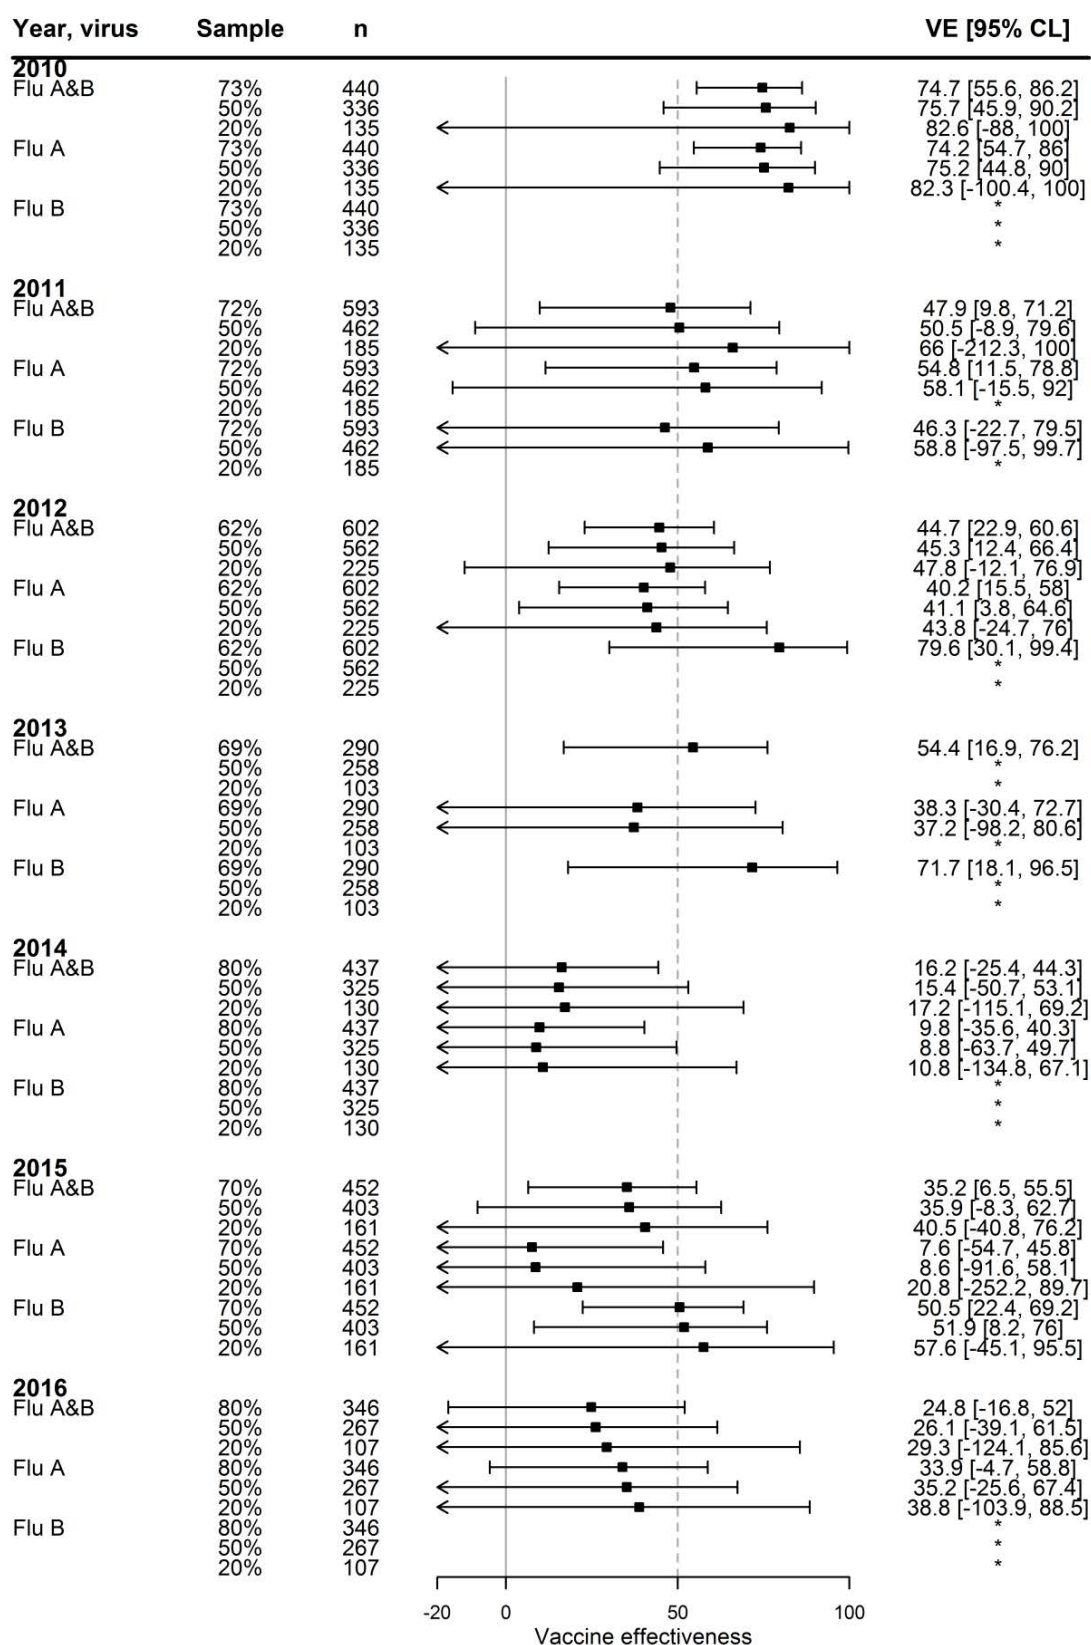 Year, virus Sample n VE [95% CL]
2010
Flu A&B 73% 440 74.7 [55.6, 86.2]
50% 336 75.7 [45.9, 90.2]
20% 135 82.6 [-88, 100]
Flu A 73% 440 74.2 [54.7, 86]
50% 336 75.2 [44.8, 90]
20% 135 82.3 [-100.4, 100]
Flu B 73% 440 *
50% 336 *
20% 135 *
2011
Flu A&B 72% 593 47.9 [9.8, 71.2]
50% 462 50.5 [-8.9, 79.6]
20% 185 66 [-212.3, 100]
Flu A 72% 593 54.8 [11.5, 78.8]
50% 462 58.1 [-15.5, 92]
20% 185 *
Flu B 72% 593 46.3 [-22.7, 79.5]
50% 462 58.8 [-97.5, 99.7]
20% 185 *
2012
Flu A&B 62% 602 44.7 [22.9, 60.6]
50% 562 45.3 [12.4, 66.4]
20% 225 47.8 [-12.1, 76.9]
Flu A 62% 602 40.2 [15.5, 58]
50% 562 41.1 [3.8, 64.6]
20% 225 43.8 [-24.7, 76]
Flu B 62% 602 79.6 [30.1, 99.4]
50% 562 *
20% 225 *
2013
Flu A&B 69% 290 54.4 [16.9, 76.2]
50% 258 *
20% 103 *
Flu A 69% 290 38.3 [-30.4, 72.7]
50% 258 37.2 [-98.2, 80.6]
20% 103 *
Flu B 69% 290 71.7 [18.1, 96.5]
50% 258 *
20% 103 *
2014
Flu A&B 80% 437 16.2 [-25.4, 44.3]
50% 325 15.4 [-50.7, 53.1]
20% 130 17.2 [-115.1, 69.2]
Flu A 80% 437 9.8 [-35.6, 40.3]
50% 325 8.8 [-63.7, 49.7]
20% 130 10.8 [-134.8, 67.1]
Flu B 80% 437 *
50% 325 *
20% 130 *
2015
Flu A&B 70% 452 35.2 [6.5, 55.5]
50% 403 35.9 [-8.3, 62.7]
20% 161 40.5 [-40.8, 76.2]
Flu A 70% 452 7.6 [-54.7, 45.8]
50% 403 8.6 [-91.6, 58.1]
20% 161 20.8 [-252.2, 89.7]
Flu B 70% 452 50.5 [22.4, 69.2]
50% 403 51.9 [8.2, 76]
20% 161 57.6 [-45.1, 95.5]
2016
Flu A&B 80% 346 24.8 [-16.8, 52]
50% 267 26.1 [-39.1, 61.5]
20% 107 29.3 [-124.1, 85.6]
Flu A 80% 346 33.9 [-4.7, 58.8]
50% 267 35.2 [-25.6, 67.4]
20% 107 38.8 [-103.9, 88.5]
Flu B 80% 346 *
50% 267 *
20% 107 *
-20 0 50 100
Vaccine effectiveness